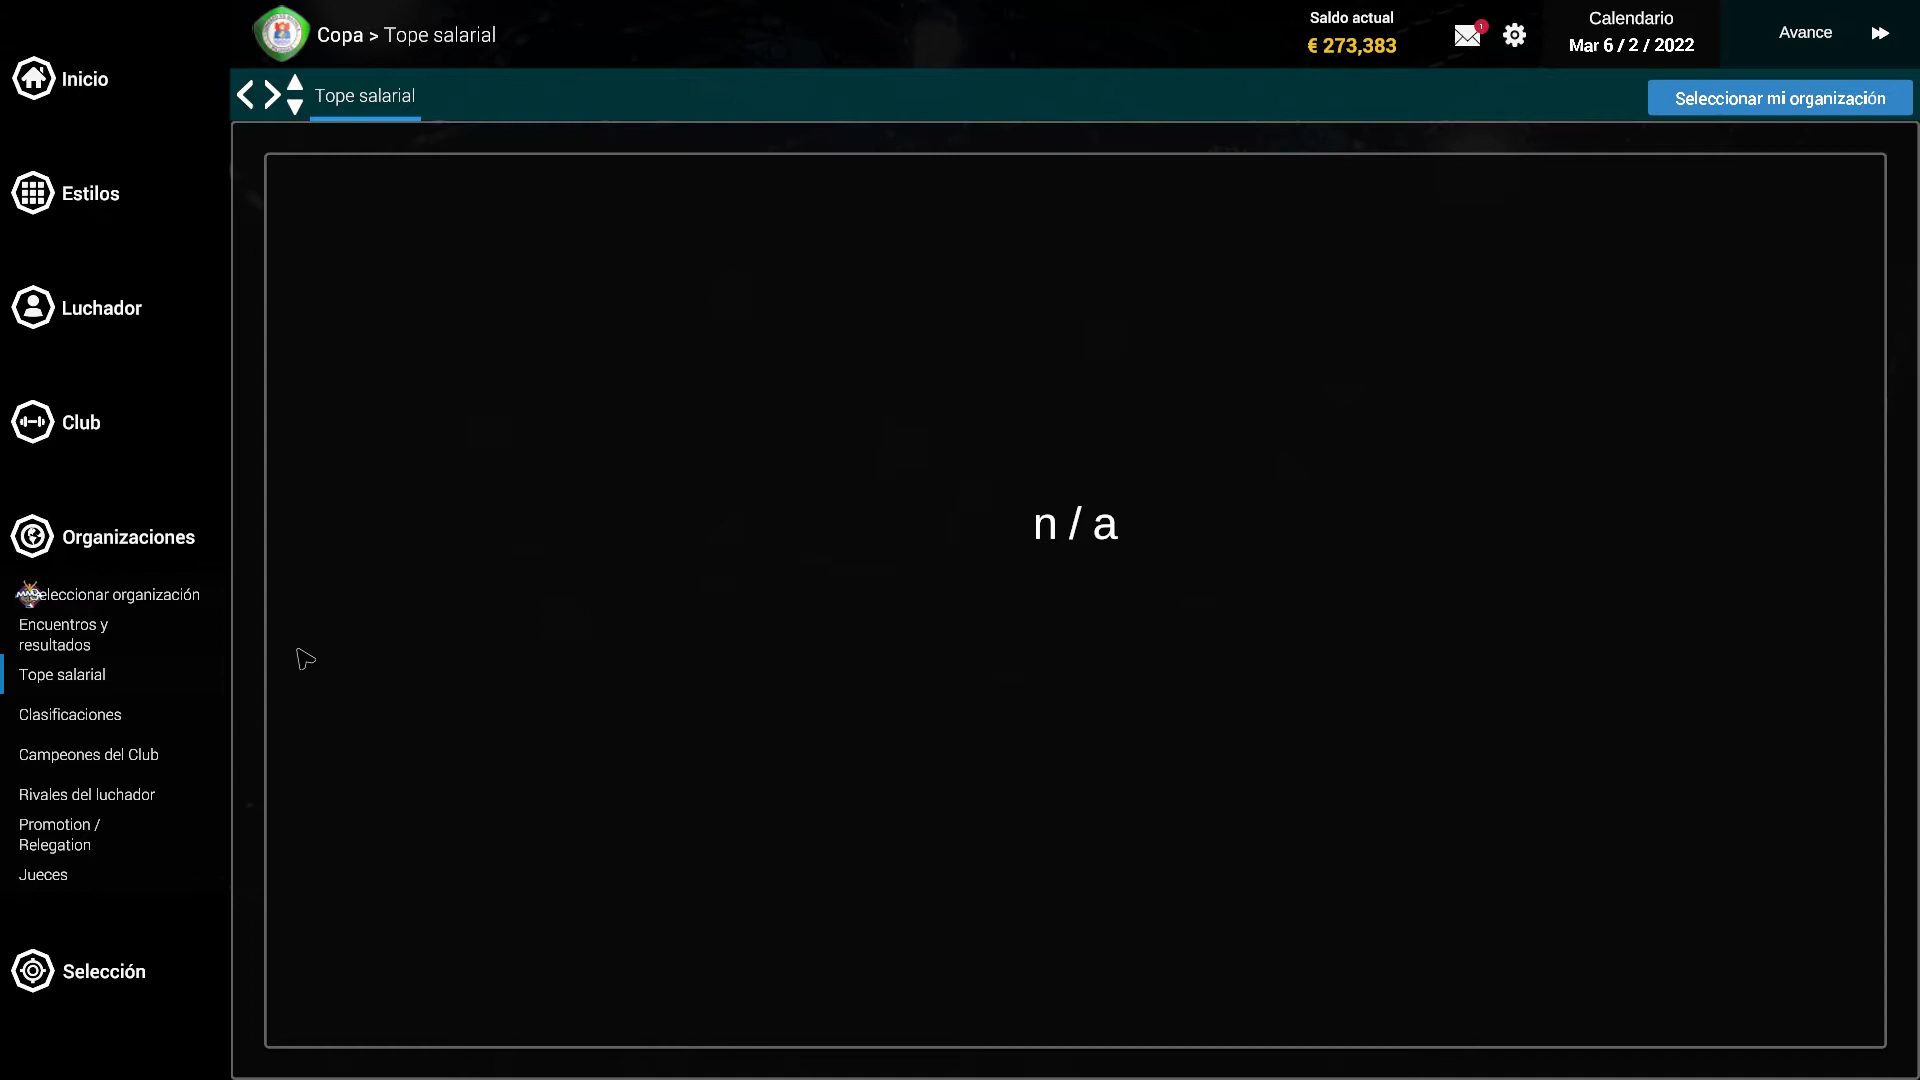 Copa > Tope salarial
Saldo actual
€ 273,383
1
Calendario
Mar 6 / 2 / 2022
Avance
Tope salarial
Seleccionar mi organización
Inicio
Estilos
Luchador
Club
Organizaciones
Seleccionar organización
Encuentros y
resultados
Tope salarial
Clasificaciones
Campeones del Club
Rivales del luchador
Promotion /
Relegation
Jueces
Selección
n / a